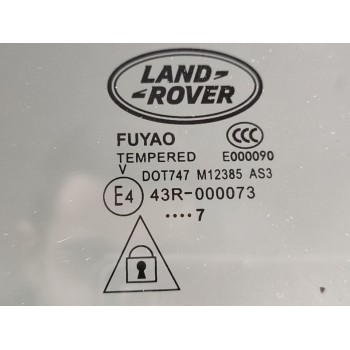 LAND-
-ROVER
FUYAO CCC
TEMPERED E000090
V DOT747 M12385 AS3
E4 43R-000073
....7